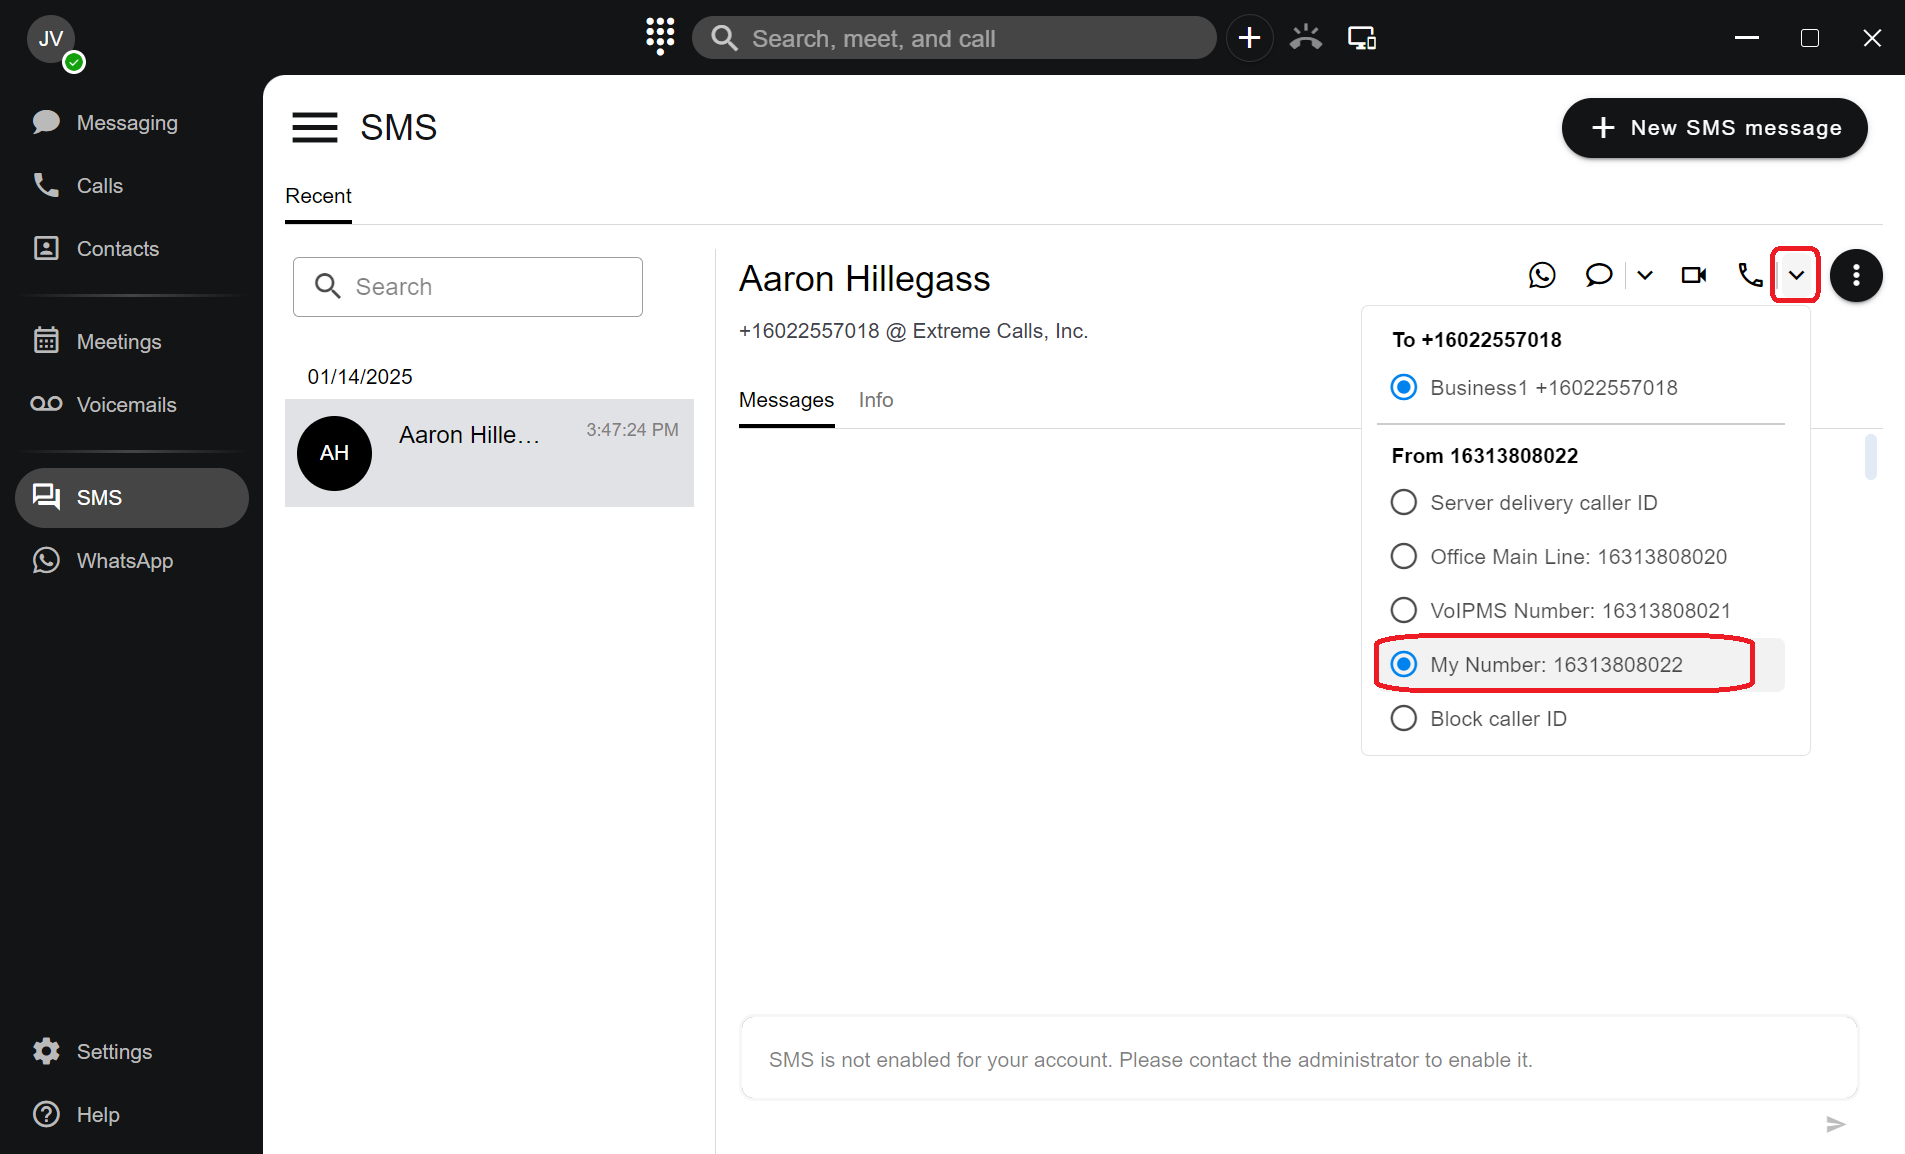 JV
Search, meet, and call
Messaging
Calls
Contacts
Meetings
Voicemails
SMS
WhatsApp
Settings
Help
SMS
New SMS message
Recent
Search
01/14/2025
AH
Aaron Hille...
3:47:24 PM
Aaron Hillegass
+16022557018 @ Extreme Calls, Inc.
Messages
Info
To +16022557018
Business1 +16022557018
From 16313808022
Server delivery caller ID
Office Main Line: 16313808020
VoIPMS Number: 16313808021
My Number: 16313808022
Block caller ID
SMS is not enabled for your account. Please contact the administrator to enable it.